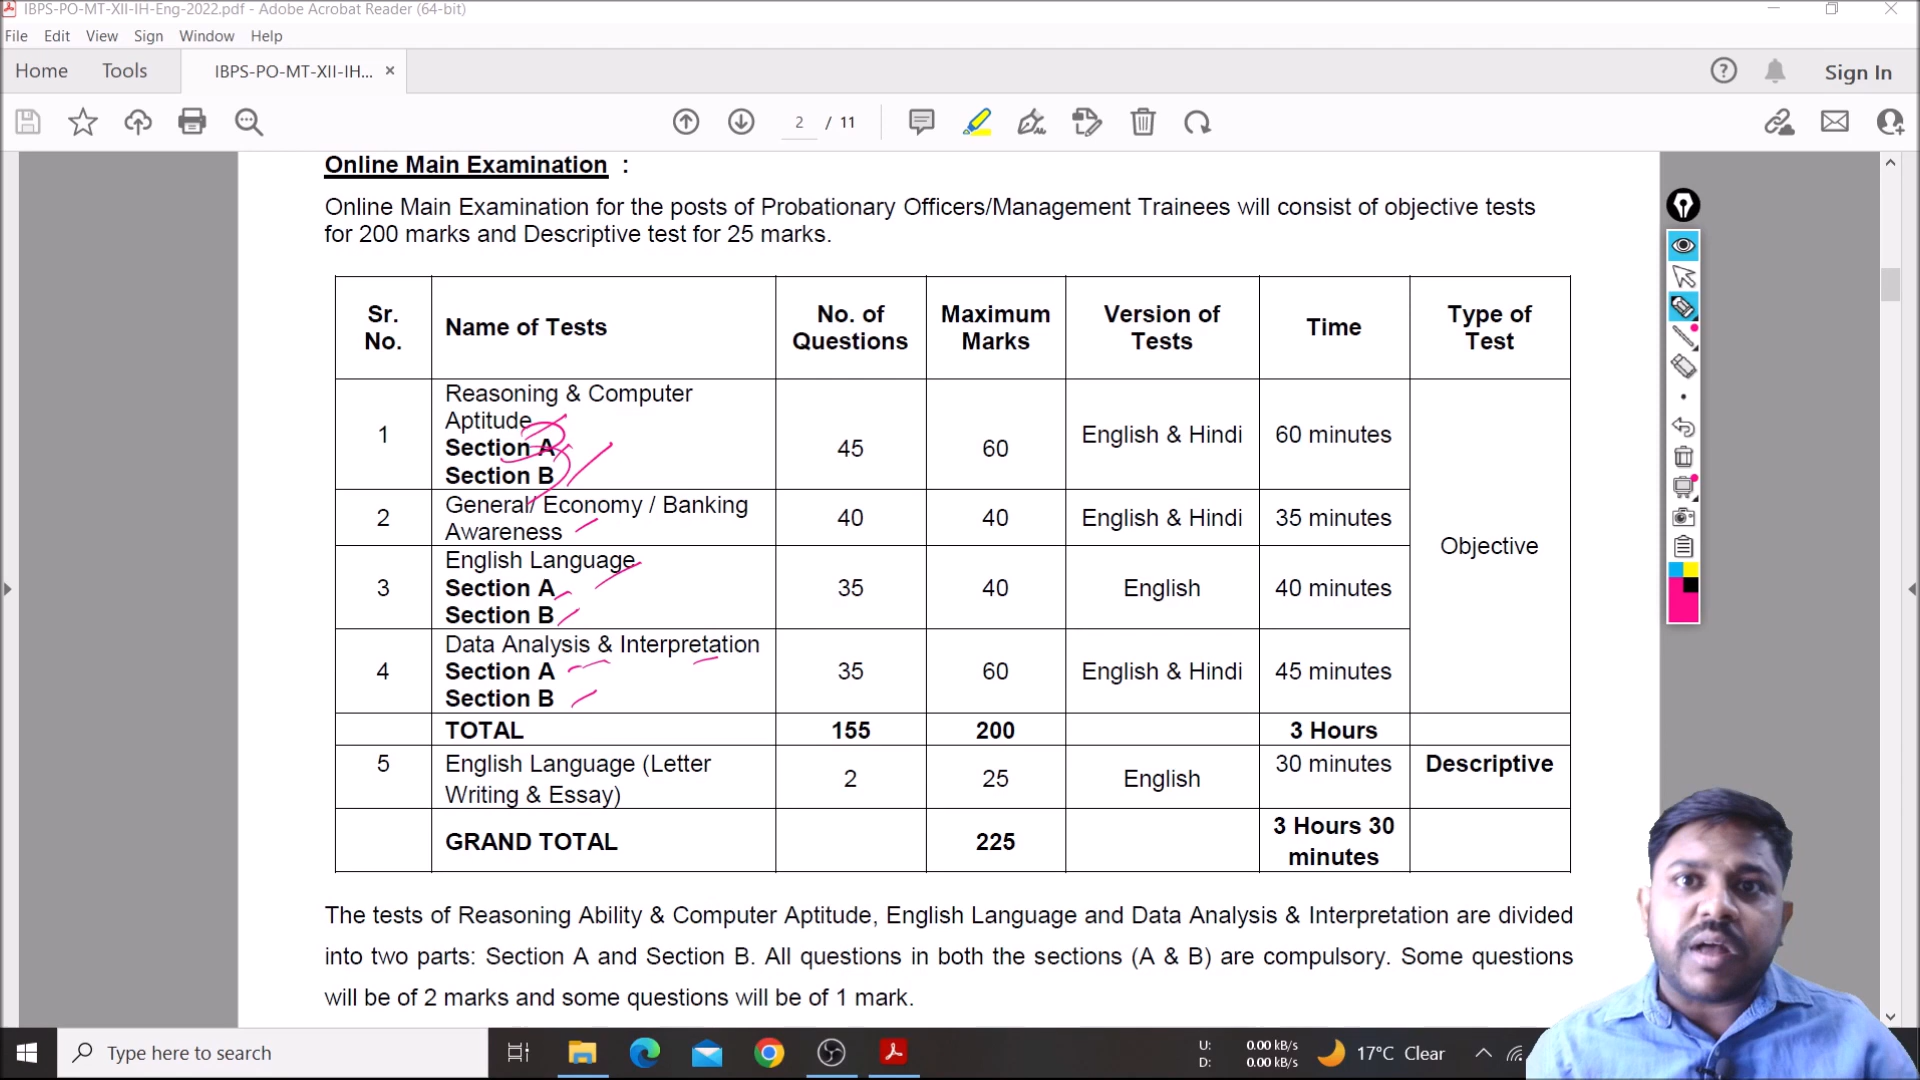 IBPS-PO-MT-XII-IH-Eng-2022.pdf - Adobe Acrobat Reader (64-bit)
File Edit View Sign Window Help
Home Tools IBPS-PO-MT-XII-IH... × Sign In
2 / 11
Online Main Examination :
Online Main Examination for the posts of Probationary Officers/Management Trainees will consist of objective tests
for 200 marks and Descriptive test for 25 marks.
Sr. No. Name of Tests No. of Questions Maximum Marks Version of Tests Time Type of Test
1 Reasoning & Computer Aptitude Section A Section B 45 60 English & Hindi 60 minutes Objective
2 General/ Economy / Banking Awareness 40 40 English & Hindi 35 minutes
3 English Language Section A Section B 35 40 English 40 minutes
4 Data Analysis & Interpretation Section A Section B 35 60 English & Hindi 45 minutes
TOTAL 155 200 3 Hours
5 English Language (Letter Writing & Essay) 2 25 English 30 minutes Descriptive
GRAND TOTAL 225 3 Hours 30 minutes
The tests of Reasoning Ability & Computer Aptitude, English Language and Data Analysis & Interpretation are divided
into two parts: Section A and Section B. All questions in both the sections (A & B) are compulsory. Some questions
will be of 2 marks and some questions will be of 1 mark.
Type here to search
U: 0.00 kB/s
D: 0.00 kB/s
17°C Clear